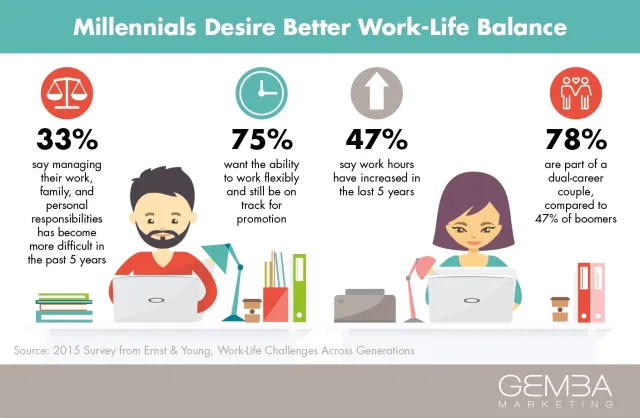 Millennials Desire Better Work-Life Balance
33%
say managing
their work,
family, and
personal
responsibilities
has become
more difficult in
the past 5 years
75%
want the ability
to work flexibly
and still be on
track for
promotion
47%
say work hours
have increased in
the last 5 years
78%
are part of a
dual-career
couple,
compared to
47% of boomers
Source: 2015 Survey from Ernst & Young, Work-Life Challenges Across Generations
GEMBA
MARKETING